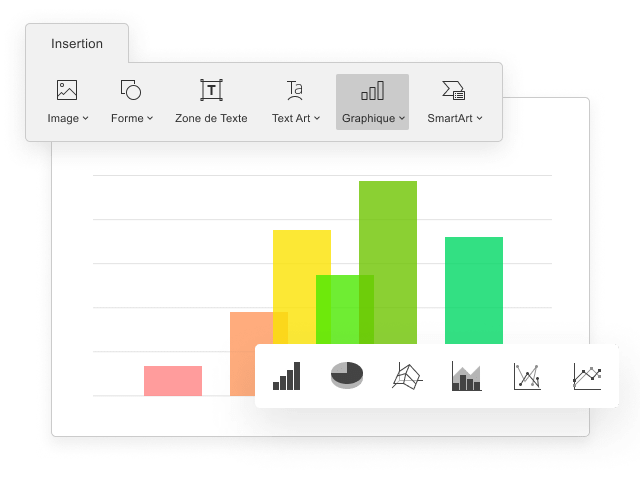 Insertion
Image
Forme
Zone de Texte
Text Art
Graphique
SmartArt